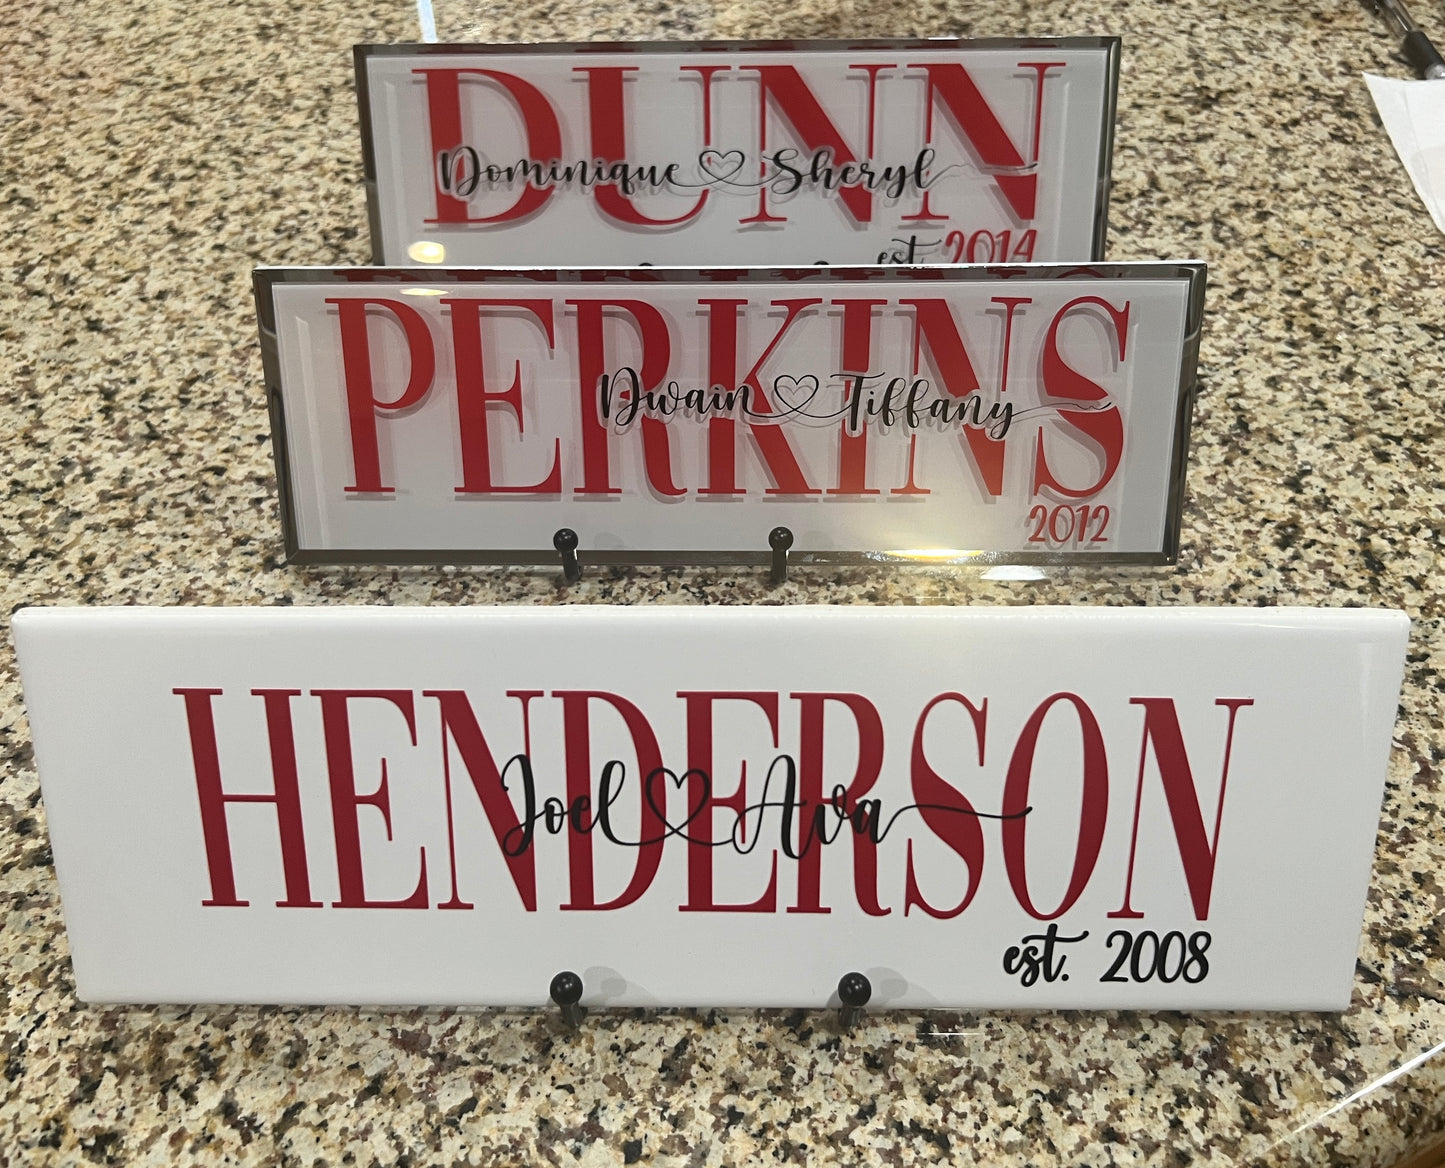 DUNN
Dominique Sheryl
est. 2014
PERKINS
Dwain Tiffany
2012
HENDERSON
Joel Ava
est. 2008